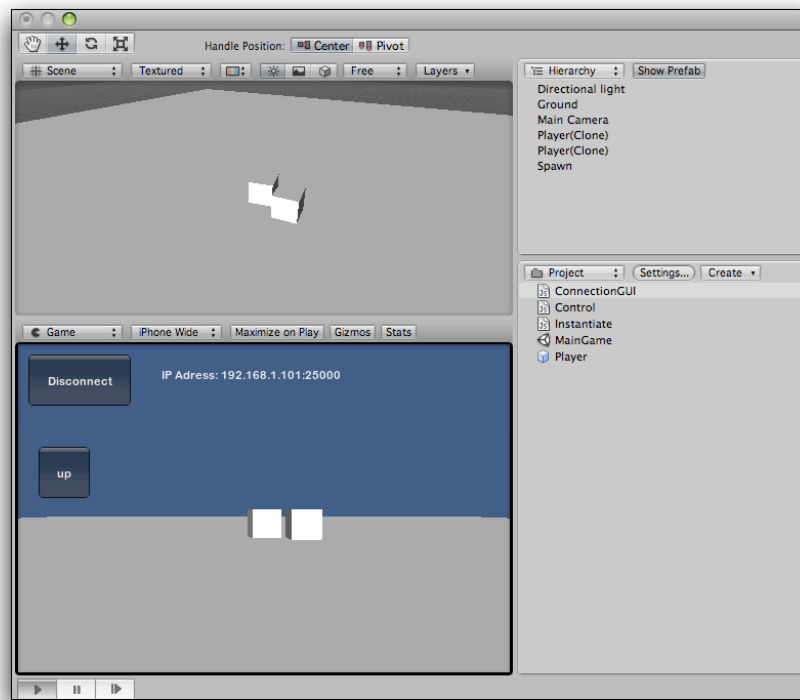 Handle Position: Center Pivot
Scene Textured Free Layers
Hierarchy Show Prefab
Directional light
Ground
Main Camera
Player(Clone)
Player(Clone)
Spawn
Project Settings... Create
ConnectionGUI
Control
Instantiate
MainGame
Player
Game iPhone Wide Maximize on Play Gizmos Stats
Disconnect IP Adress: 192.168.1.101:25000
up